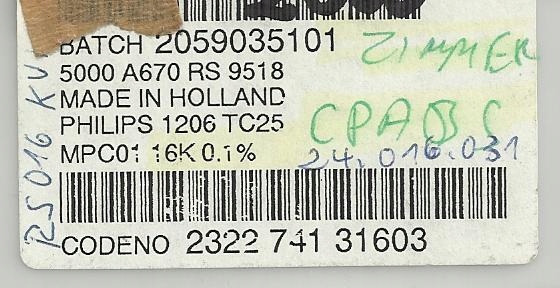 BATCH 2059035101
ZIMMER
5000 A670 RS 9518
MADE IN HOLLAND
PHILIPS 1206 TC25
MPC01 16K 0.1%
24.016.031
CODENO 2322 741 31603
RS016 KV